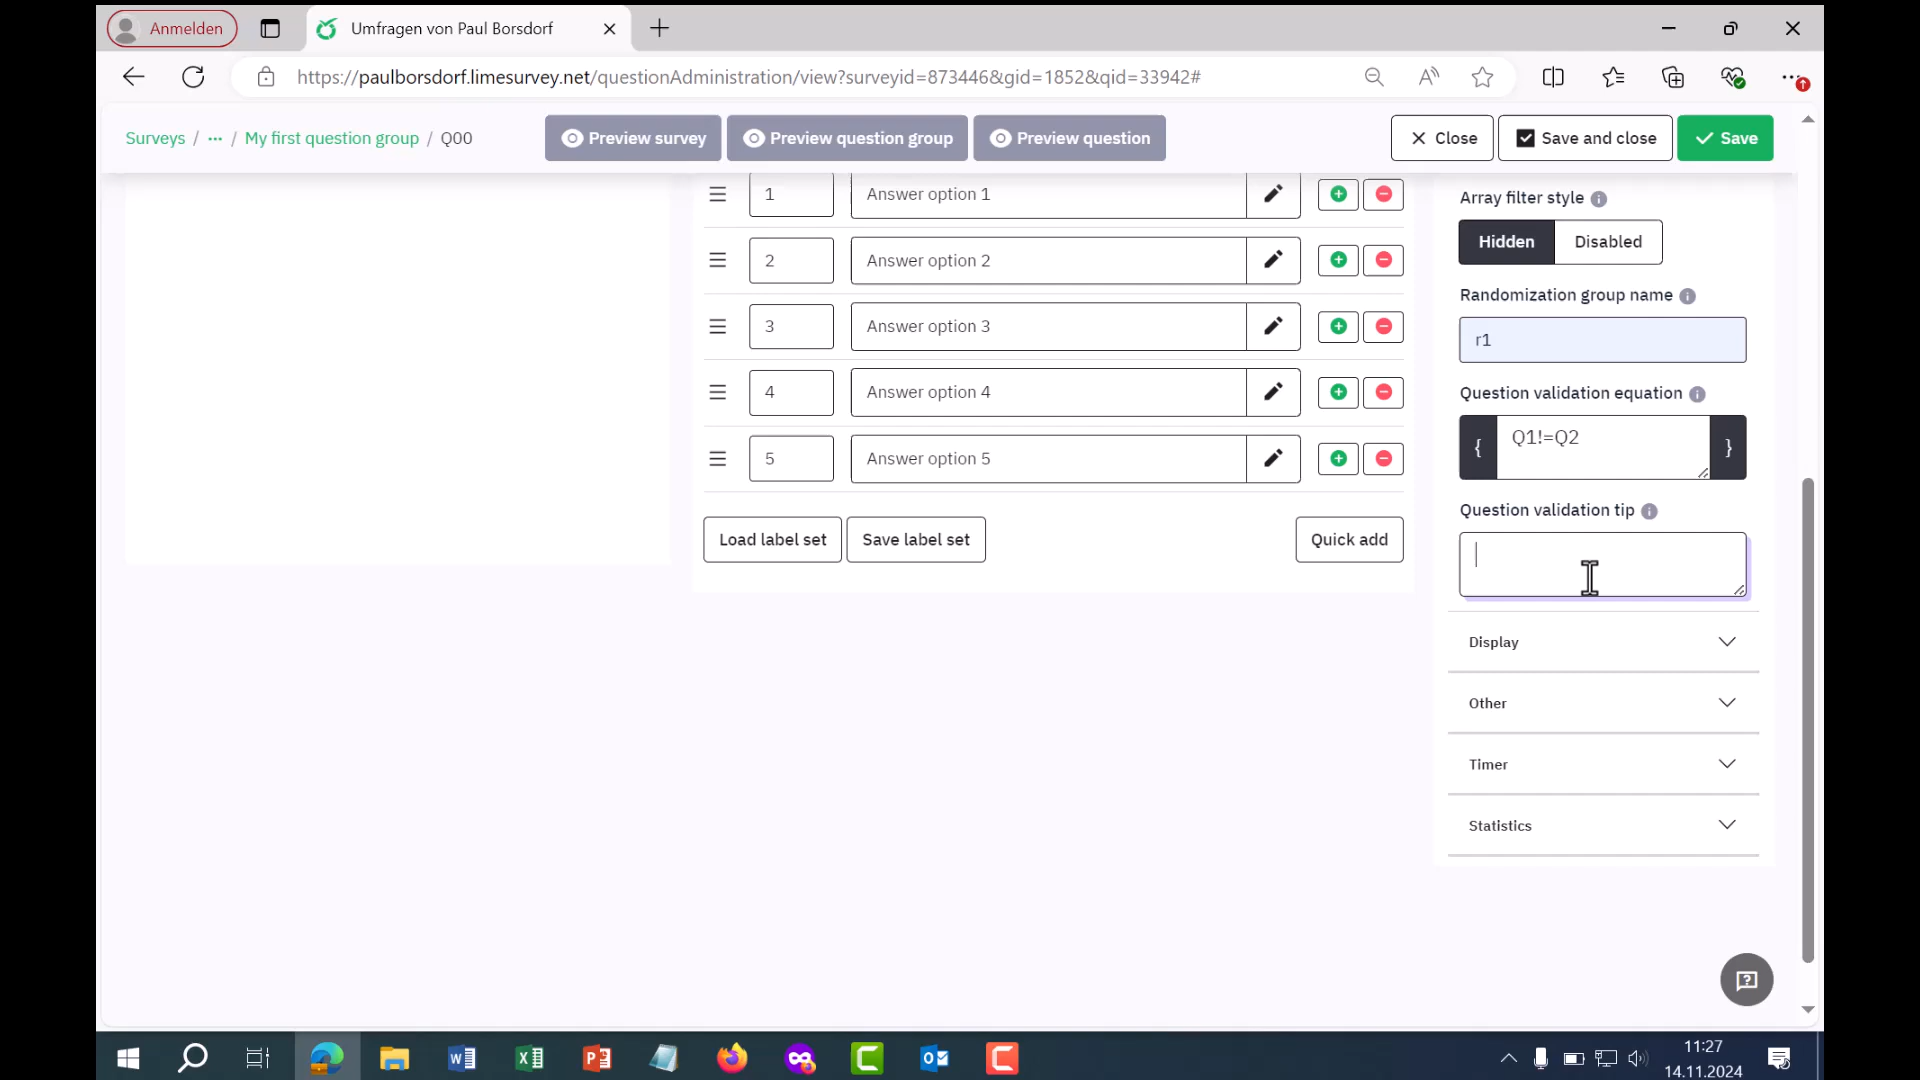 Anmelden
Umfragen von Paul Borsdorf
https://paulborsdorf.limesurvey.net/questionAdministration/view?surveyid=873446&gid=1852&qid=33942#
Surveys / ··· / My first question group / Q00
Preview survey
Preview question group
Preview question
Close
Save and close
Save
1 Answer option 1
2 Answer option 2
3 Answer option 3
4 Answer option 4
5 Answer option 5
Load label set
Save label set
Quick add
Array filter style
Hidden Disabled
Randomization group name
r1
Question validation equation
{ Q1!=Q2 }
Question validation tip
Display
Other
Timer
Statistics
11:27
14.11.2024